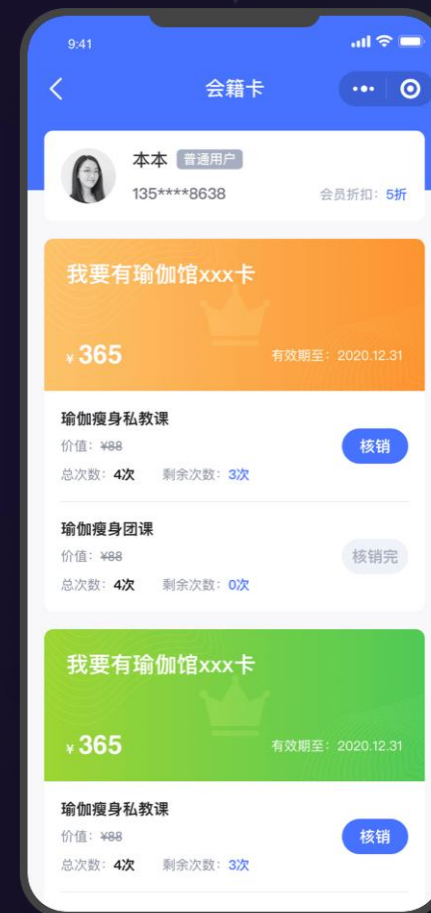 9:41
会籍卡
本本 普通用户
135****8638 会员折扣：5折
我要有瑜伽馆xxx卡
¥365 有效期至：2020.12.31
瑜伽瘦身私教课
价值：¥88 核销
总次数：4次 剩余次数：3次
瑜伽瘦身团课
价值：¥88 核销完
总次数：4次 剩余次数：0次
我要有瑜伽馆xxx卡
¥365 有效期至：2020.12.31
瑜伽瘦身私教课
价值：¥88 核销
总次数：4次 剩余次数：3次